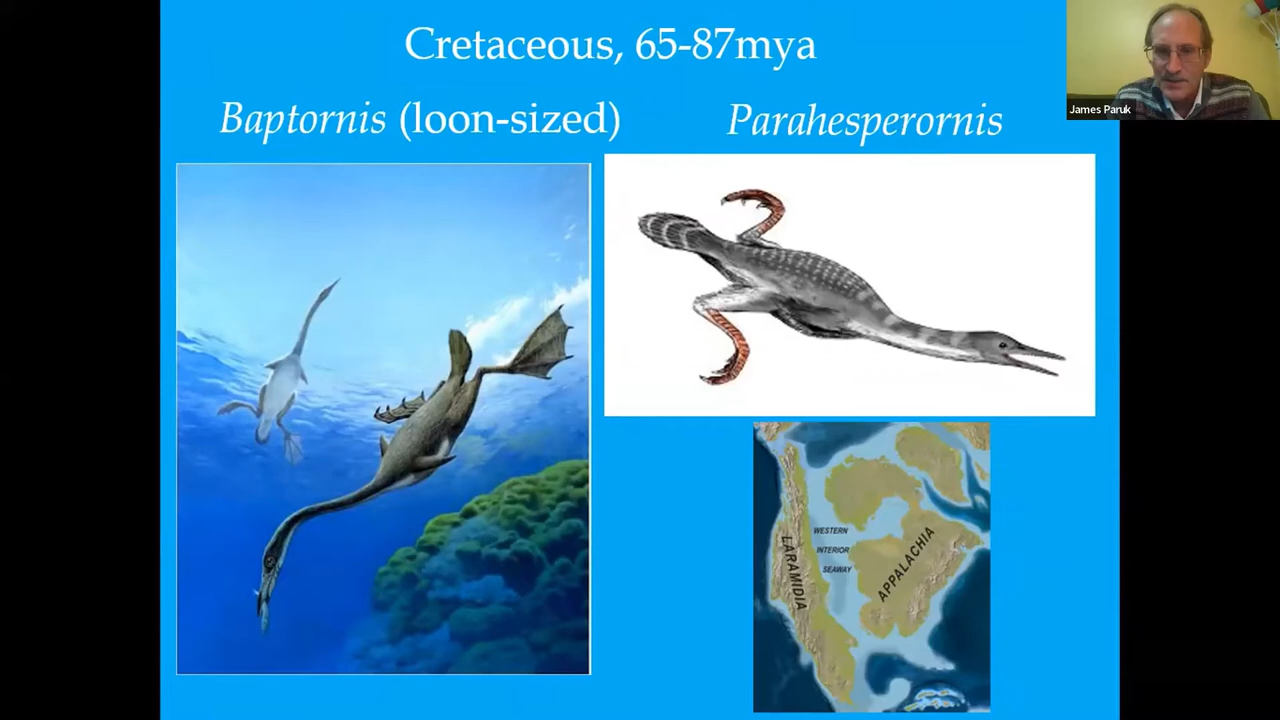 Cretaceous, 65-87mya
Baptornis (loon-sized)
Parahesperornis
James Paruk
WESTERN
INTERIOR
SEAWAY
LARAMIDIA
APPALACHIA